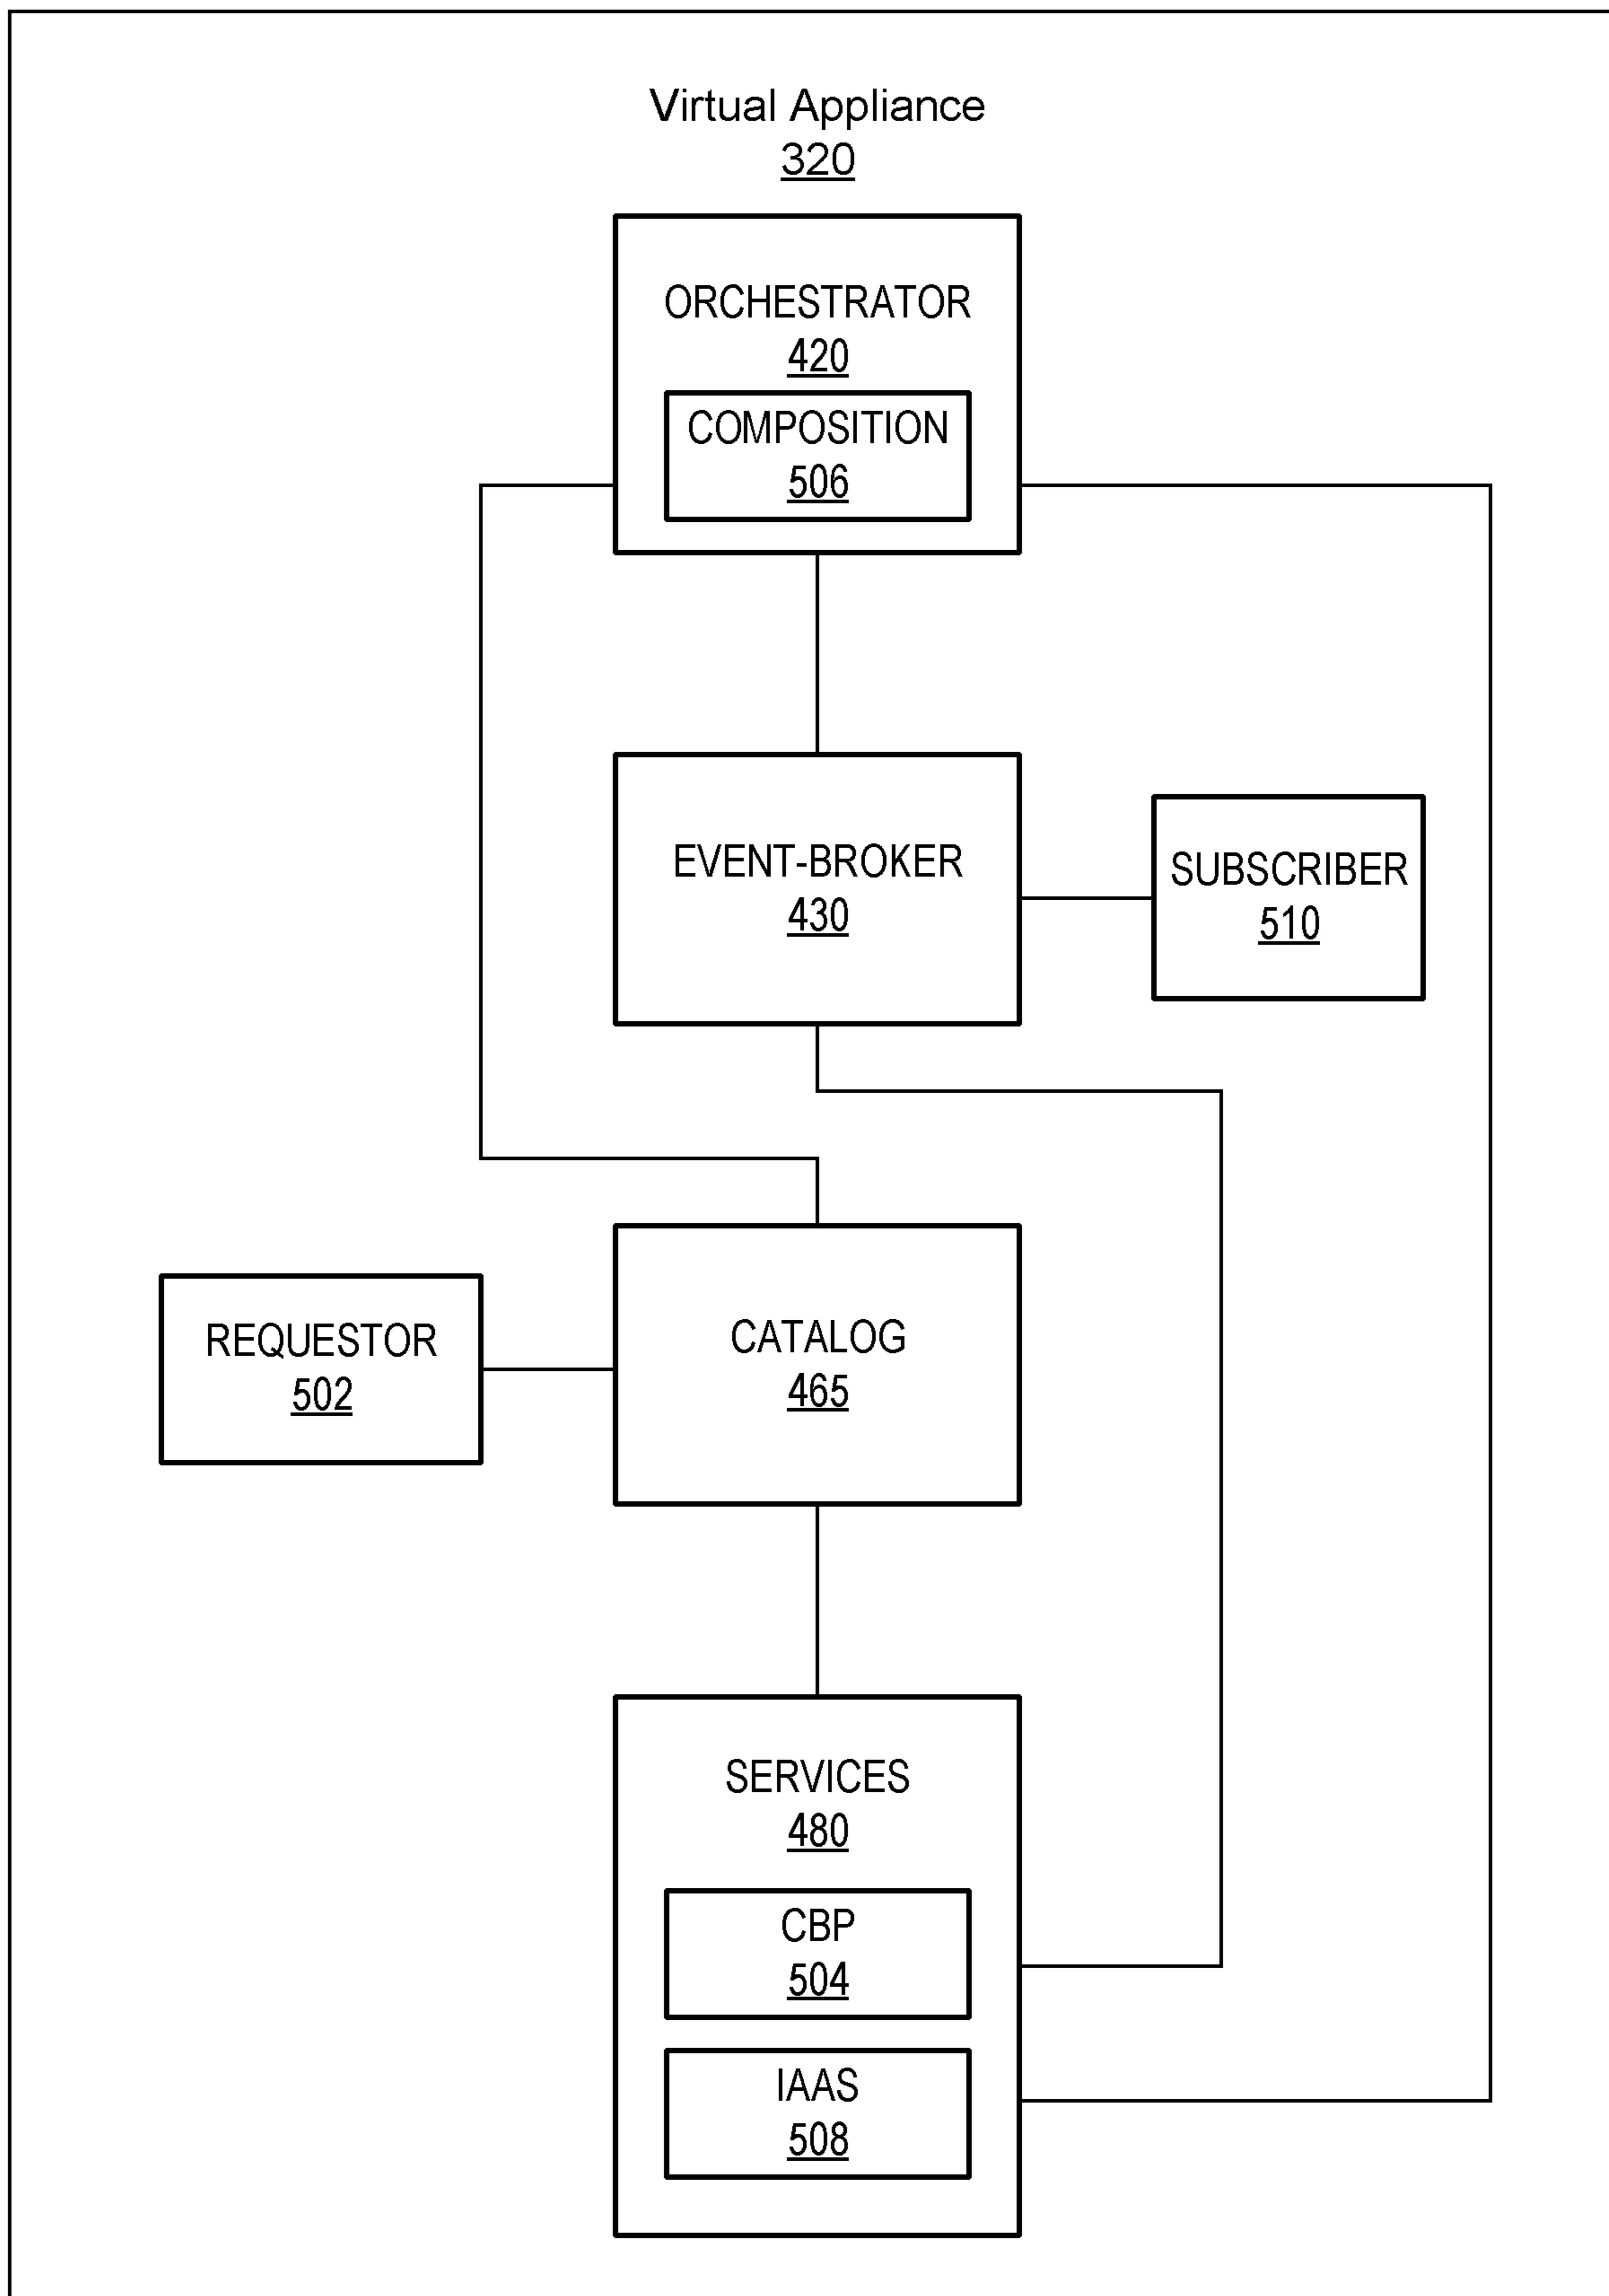 Virtual Appliance
320
ORCHESTRATOR
420
COMPOSITION
506
EVENT-BROKER
430
SUBSCRIBER
510
REQUESTOR
502
CATALOG
465
SERVICES
480
CBP
504
IAAS
508